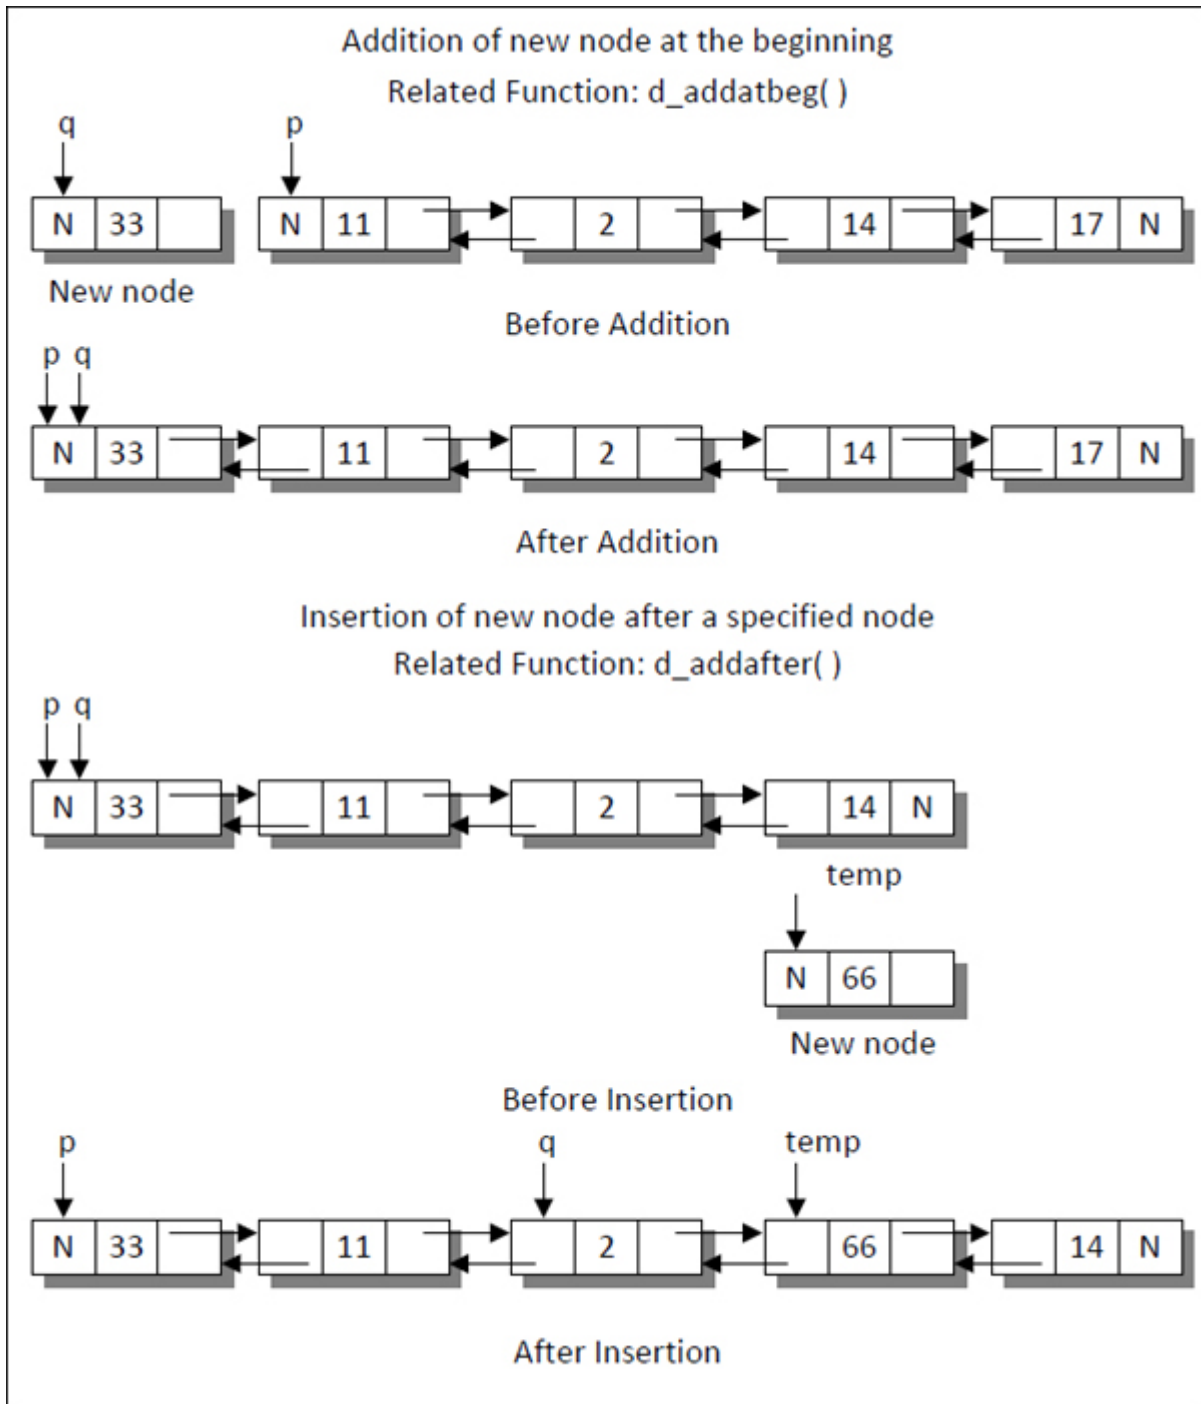 Addition of new node at the beginning
Related Function: d_addatbeg( )
q p
N 33 N 11 2 14 17 N
New node
Before Addition
p q
N 33 11 2 14 17 N
After Addition
Insertion of new node after a specified node
Related Function: d_addafter( )
p q
N 33 11 2 14 N
temp
N 66
New node
Before Insertion
p q temp
N 33 11 2 66 14 N
After Insertion